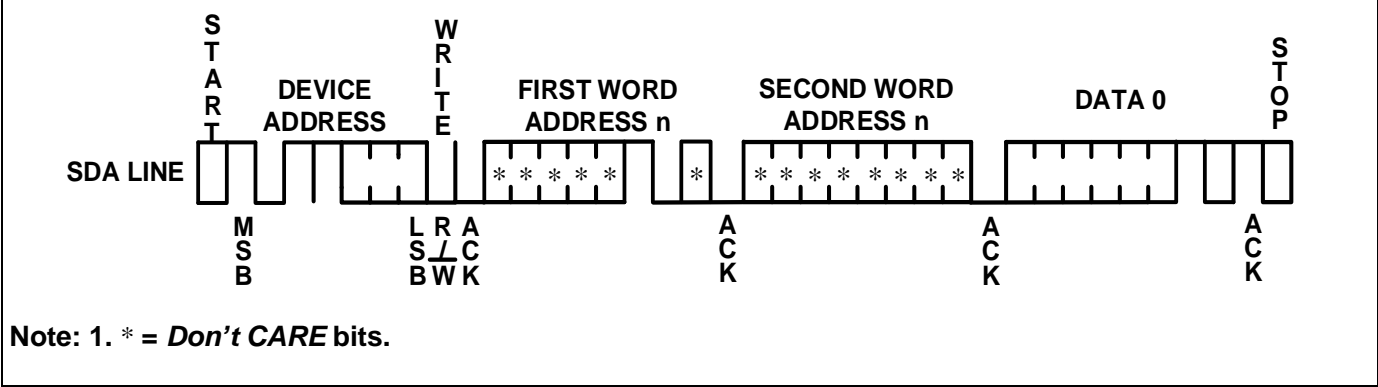 START
WRITE
STOP
DEVICE
ADDRESS
FIRST WORD
ADDRESS n
SECOND WORD
ADDRESS n
DATA 0
SDA LINE
* * * * * * * * * * * * * *
MSB
LSB
R/W
ACK
ACK
ACK
ACK
Note: 1. * = Don't CARE bits.